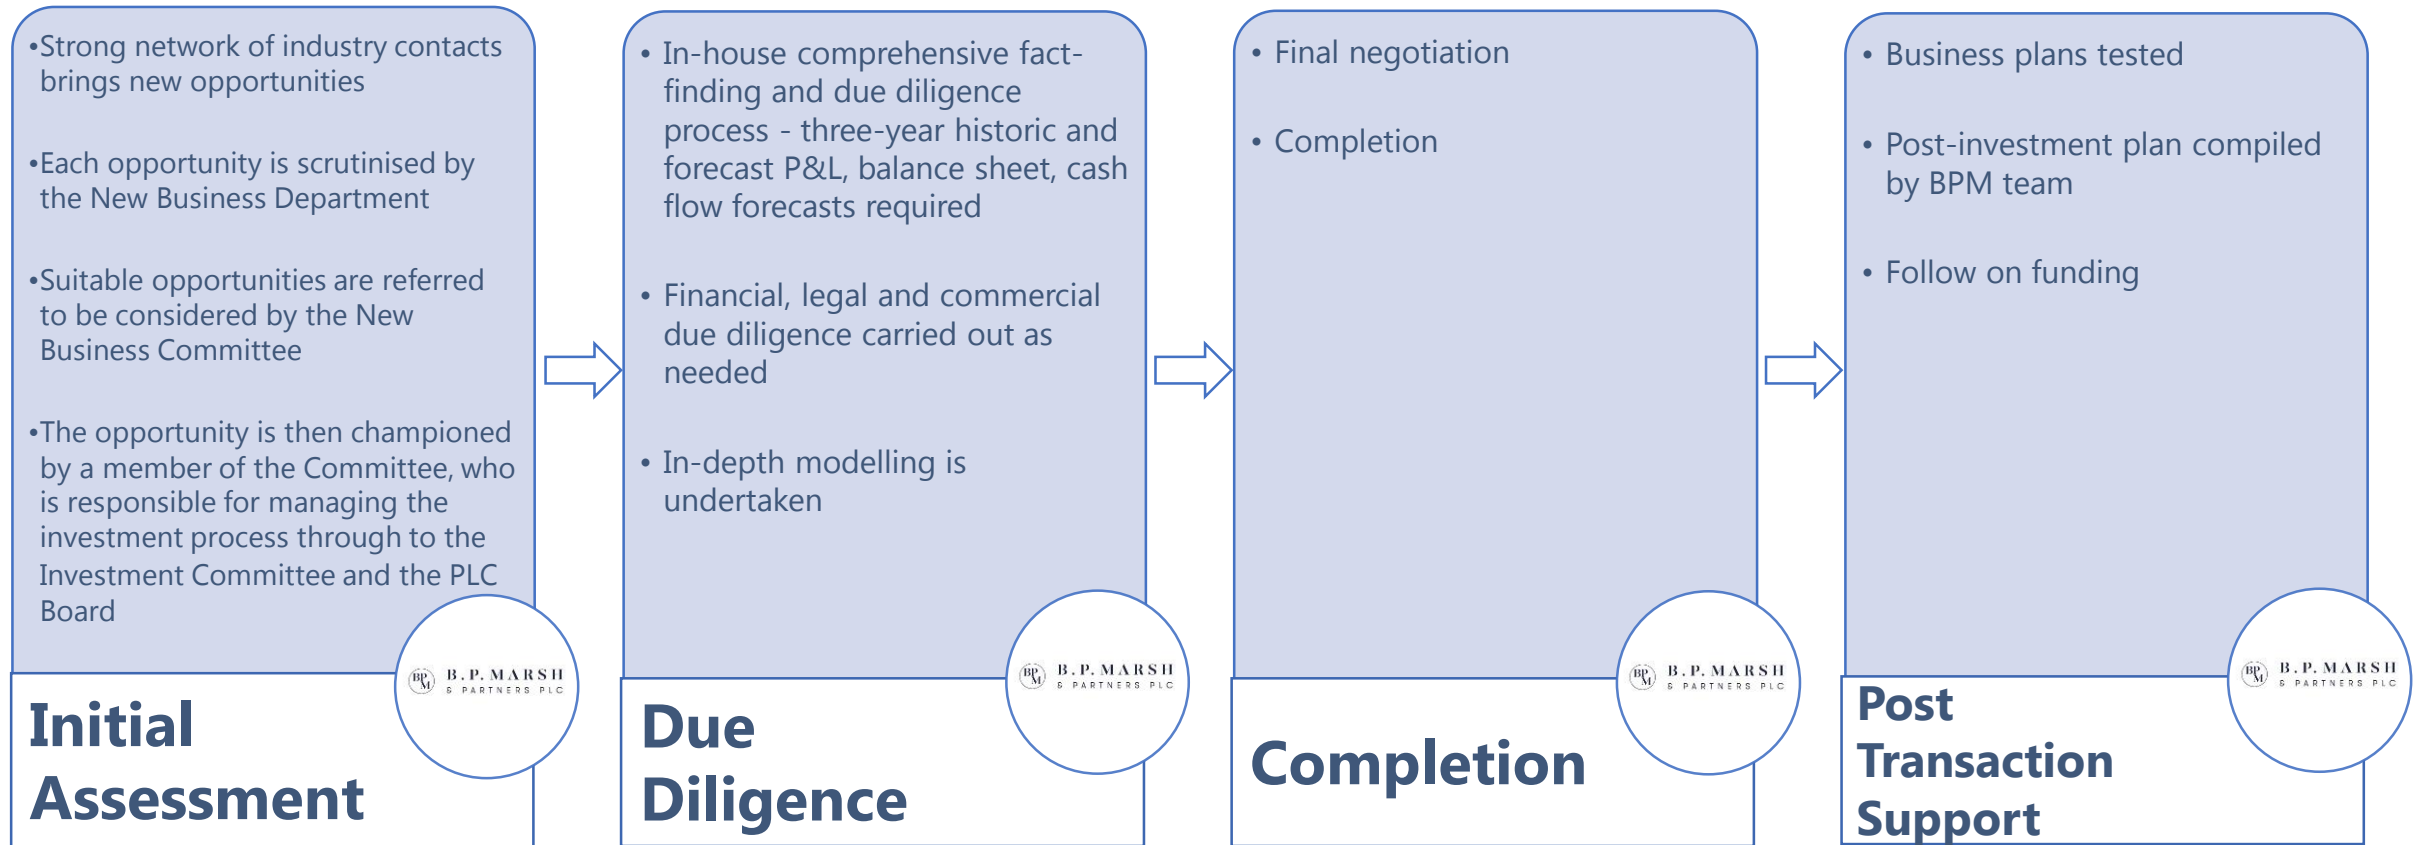 •Strong network of industry contacts
brings new opportunities
•Each opportunity is scrutinised by
the New Business Department
•Suitable opportunities are referred
to be considered by the New
Business Committee
•The opportunity is then championed
by a member of the Committee, who
is responsible for managing the
investment process through to the
Investment Committee and the PLC
Board
BPM B.P. MARSH
& PARTNERS PLC
Initial
Assessment
• In-house comprehensive fact-
finding and due diligence
process - three-year historic and
forecast P&L, balance sheet, cash
flow forecasts required
• Financial, legal and commercial
due diligence carried out as
needed
• In-depth modelling is
undertaken
BPM B.P. MARSH
& PARTNERS PLC
Due
Diligence
• Final negotiation
• Completion
BPM B.P. MARSH
& PARTNERS PLC
Completion
• Business plans tested
• Post-investment plan compiled
by BPM team
• Follow on funding
BPM B.P. MARSH
& PARTNERS PLC
Post
Transaction
Support